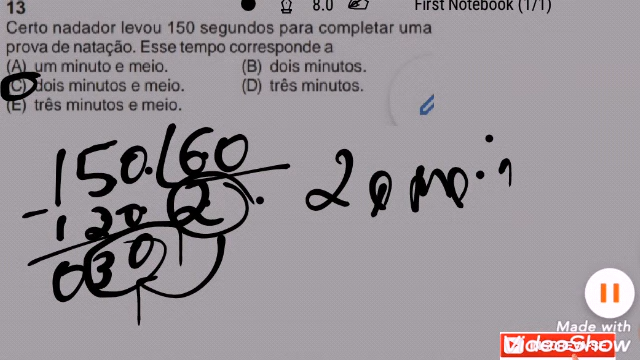 13
8.0 First Notebook (1/1)
Certo nadador levou 150 segundos para completar uma
prova de natação. Esse tempo corresponde a
(A) um minuto e meio. (B) dois minutos.
(C) dois minutos e meio. (D) três minutos.
(E) três minutos e meio.
150 60
- 120 2
030
2
Made with
VideoShow